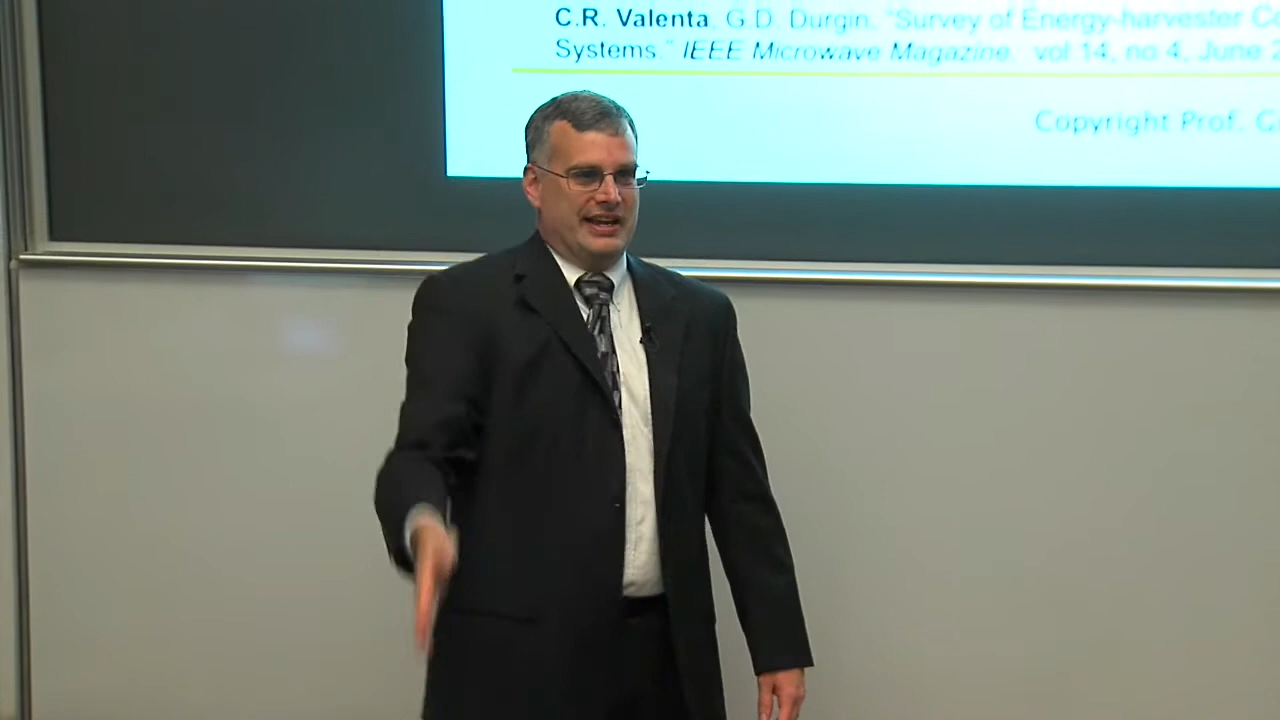 C.R. Valenta, G.D. Durgin, "Survey of Energy-harvester
Systems." IEEE Microwave Magazine. vol 14, no 4, June
Copyright Prof. G